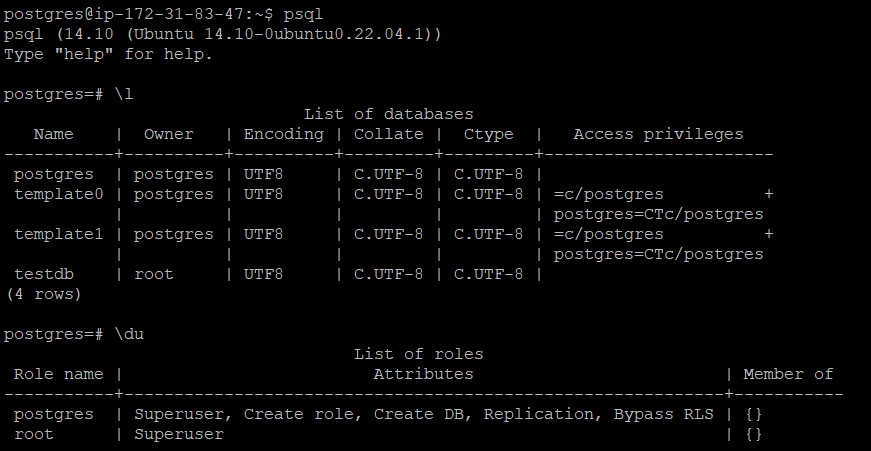 postgres@ip-172-31-83-47:~$ psql
psql (14.10 (Ubuntu 14.10-0ubuntu0.22.04.1))
Type "help" for help.

postgres=# \l
                              List of databases
   Name    |  Owner   | Encoding | Collate |  Ctype  |   Access privileges
-----------+----------+----------+---------+---------+-----------------------
 postgres  | postgres | UTF8     | C.UTF-8 | C.UTF-8 |
 template0 | postgres | UTF8     | C.UTF-8 | C.UTF-8 | =c/postgres          +
           |          |          |         |         | postgres=CTc/postgres
 template1 | postgres | UTF8     | C.UTF-8 | C.UTF-8 | =c/postgres          +
           |          |          |         |         | postgres=CTc/postgres
 testdb    | root     | UTF8     | C.UTF-8 | C.UTF-8 |
(4 rows)

postgres=# \du
                                   List of roles
 Role name |                         Attributes                         | Member of
-----------+------------------------------------------------------------+-----------
 postgres  | Superuser, Create role, Create DB, Replication, Bypass RLS | {}
 root      | Superuser                                                  | {}